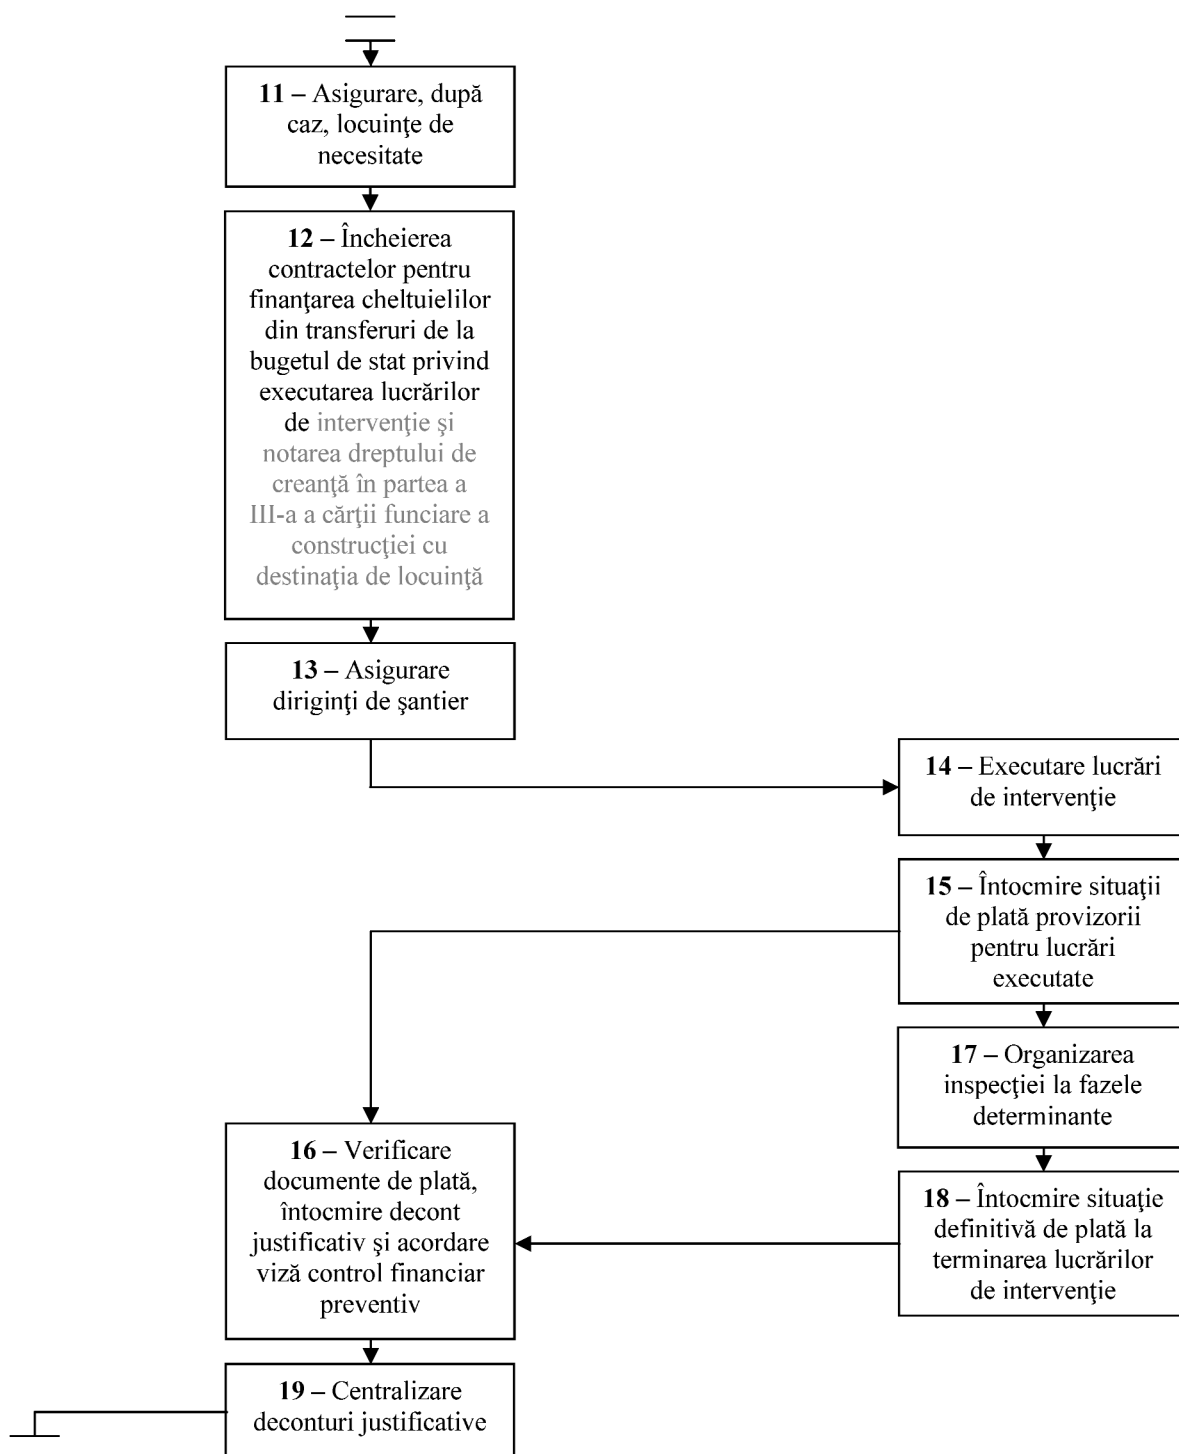 11 – Asigurare, după
caz, locuinţe de
necesitate
12 – Încheierea
contractelor pentru
finanţarea cheltuielilor
din transferuri de la
bugetul de stat privind
executarea lucrărilor
de intervenţie şi
notarea dreptului de
creanţă în partea a
III-a a cărţii funciare a
construcţiei cu
destinaţia de locuinţă
13 – Asigurare
diriginţi de şantier
14 – Executare lucrări
de intervenţie
15 – Întocmire situaţii
de plată provizorii
pentru lucrări
executate
17 – Organizarea
inspecţiei la fazele
determinante
16 – Verificare
documente de plată,
întocmire decont
justificativ şi acordare
viză control financiar
preventiv
18 – Întocmire situaţie
definitivă de plată la
terminarea lucrărilor
de intervenţie
19 – Centralizare
deconturi justificative